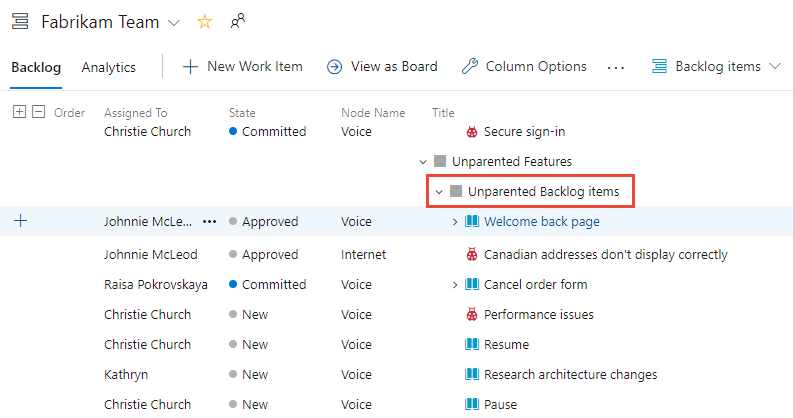 Fabrikam Team
Backlog Analytics New Work Item View as Board Column Options ... Backlog items
Order Assigned To State Node Name Title
Christie Church Committed Voice Secure sign-in
Unparented Features
Unparented Backlog items
Johnnie McLe... ... Approved Voice Welcome back page
Johnnie McLeod Approved Internet Canadian addresses don't display correctly
Raisa Pokrovskaya Committed Voice Cancel order form
Christie Church New Voice Performance issues
Christie Church New Voice Resume
Kathryn New Voice Research architecture changes
Christie Church New Voice Pause